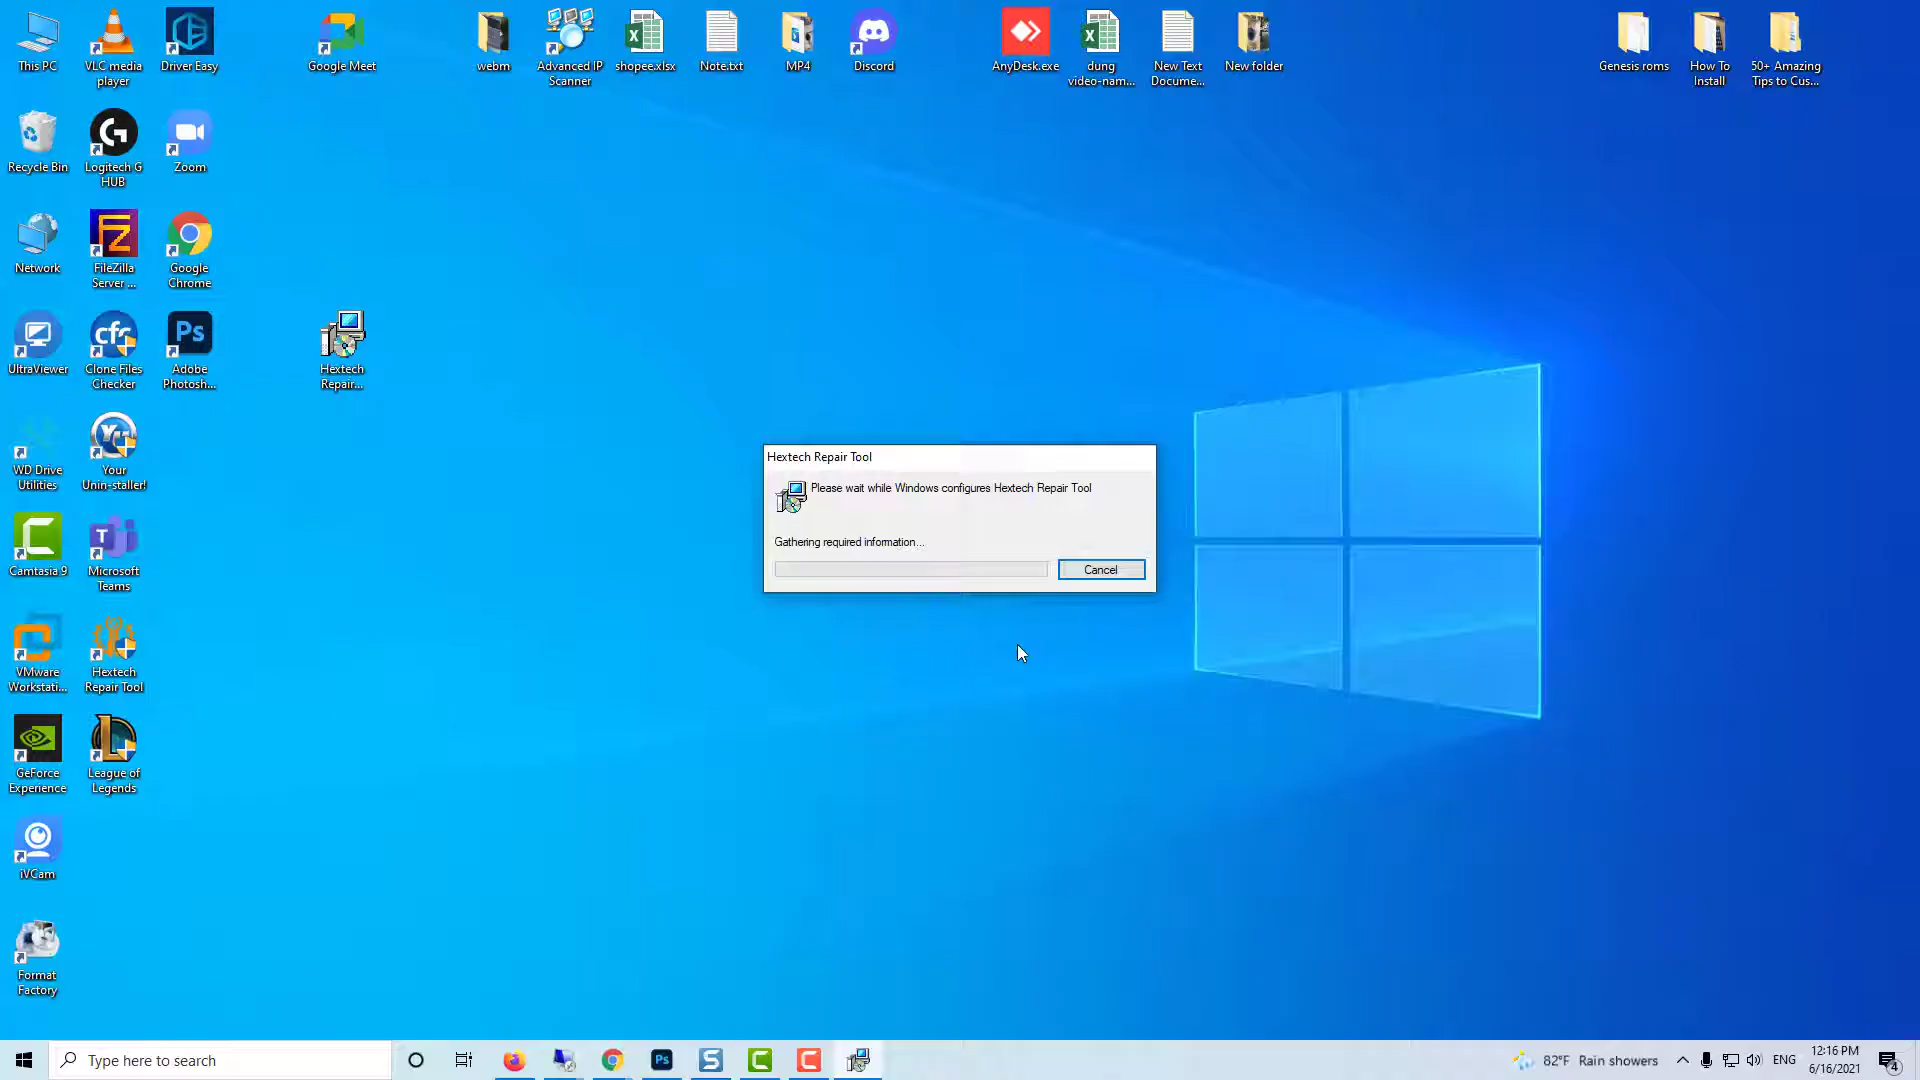 This PC
VLC media
player
Driver Easy
Google Meet
webm
Advanced IP
Scanner
shopee.xlsx
Note.txt
MP4
Discord
AnyDesk.exe
dung
video-nam...
New Text
Docume...
New folder
Genesis roms
How To
Install
50+ Amazing
Tips to Cus...
Recycle Bin
Logitech G
HUB
Zoom
Network
FileZilla
Server ...
Google
Chrome
UltraViewer
cfc
Clone Files
Checker
Ps
Adobe
Photosh...
Hextech
Repair...
WD Drive
Utilities
Your
Unin-staller!
Hextech Repair Tool
Please wait while Windows configures Hextech Repair Tool
Gathering required information...
Cancel
Camtasia 9
Microsoft
Teams
VMware
Workstati...
Hextech
Repair Tool
GeForce
Experience
League of
Legends
iVCam
Format
Factory
Type here to search
Ps
82°F Rain showers
ENG
12:16 PM
6/16/2021
4